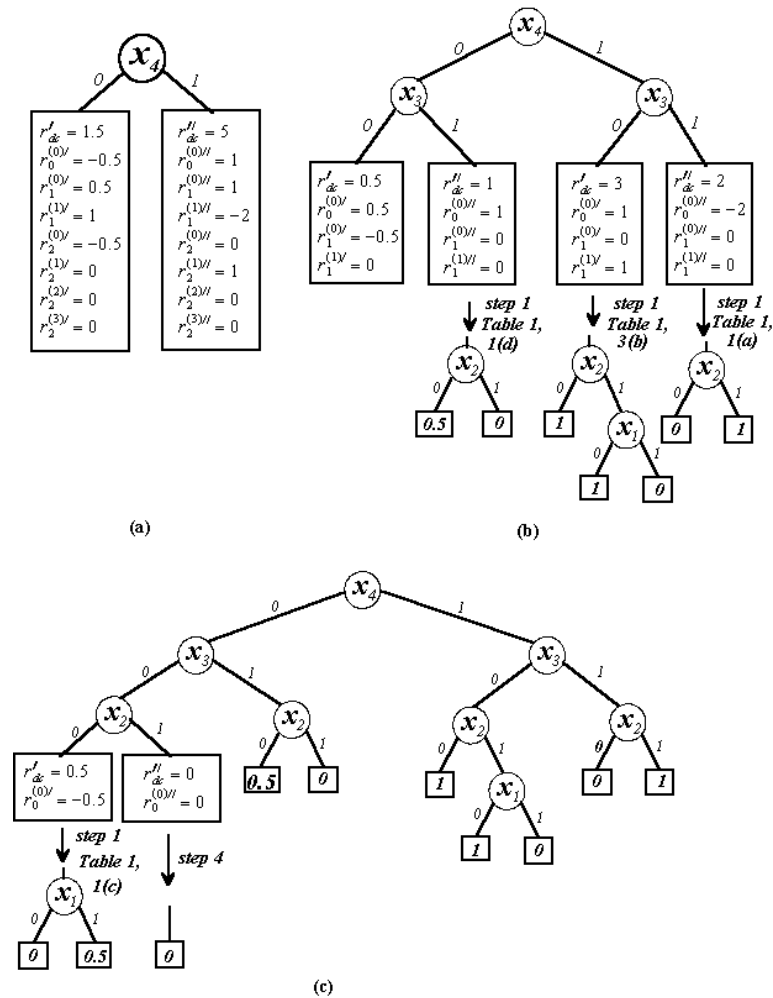 x₄
0 1
r′_dc = 1.5
r₀^(0)′ = −0.5
r₁^(0)′ = 0.5
r₁^(1)′ = 1
r₂^(0)′ = −0.5
r₂^(1)′ = 0
r₂^(2)′ = 0
r₂^(3)′ = 0
r″_dc = 5
r₀^(0)″ = 1
r₁^(0)″ = 1
r₁^(1)″ = −2
r₂^(0)″ = 0
r₂^(1)″ = 1
r₂^(2)″ = 0
r₂^(3)″ = 0
(a)
x₄
0 1
x₃ x₃
0 1 0 1
r′_dc = 0.5
r₀^(0)′ = 0.5
r₁^(0)′ = −0.5
r₁^(1)′ = 0
r″_dc = 1
r₀^(0)″ = 1
r₁^(0)″ = 0
r₁^(1)″ = 0
r′_dc = 3
r₀^(0)′ = 1
r₁^(0)′ = 0
r₁^(1)′ = 1
r″_dc = 2
r₀^(0)″ = −2
r₁^(0)″ = 0
r₁^(1)′ = 0
step 1
Table 1,
1(d)
step 1
Table 1,
3(b)
step 1
Table 1,
1(a)
x₂ x₂ x₂
0 1 0 1 0 1
0.5 0 1 x₁ 0 1
0 1
1 0
(b)
x₄
0 1
x₃ x₃
0 1 0 1
x₂ x₂ x₂ x₂
0 1 0 1 0 1 0 1
r′_dc = 0.5
r₀^(0)′ = −0.5
r″_dc = 0
r₀^(0)″ = 0
0.5 0 1 x₁ 0 1
0 1
1 0
step 1
Table 1,
1(c)
step 4
x₁
0 1
0 0.5 0
(c)